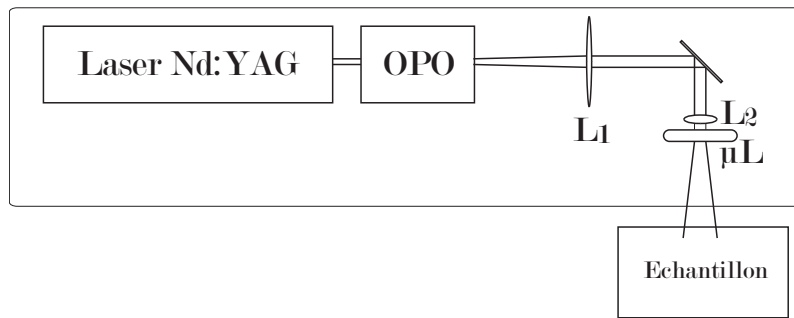 Laser Nd:YAG
OPO
L1
L2
µL
Echantillon